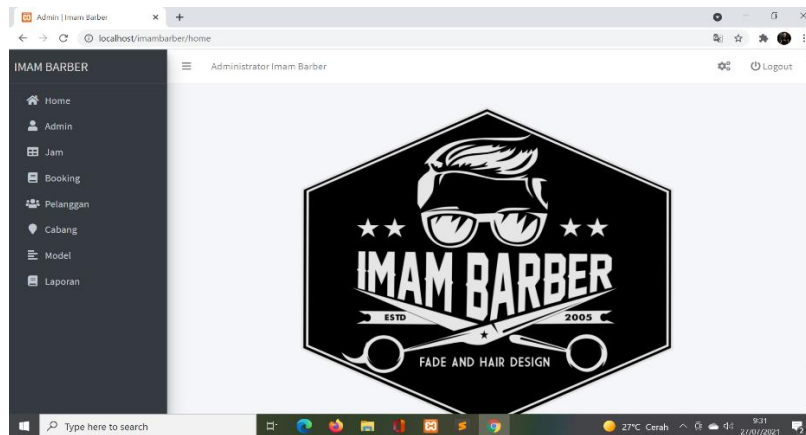 Admin | Imam Barber
localhost/imambarber/home
IMAM BARBER
Administrator Imam Barber
Logout
Home
Admin
Jam
Booking
Pelanggan
Cabang
Model
Laporan
IMAM BARBER
ESTD 2005
FADE AND HAIR DESIGN
Type here to search
27°C Cerah
9:31
27/07/2021